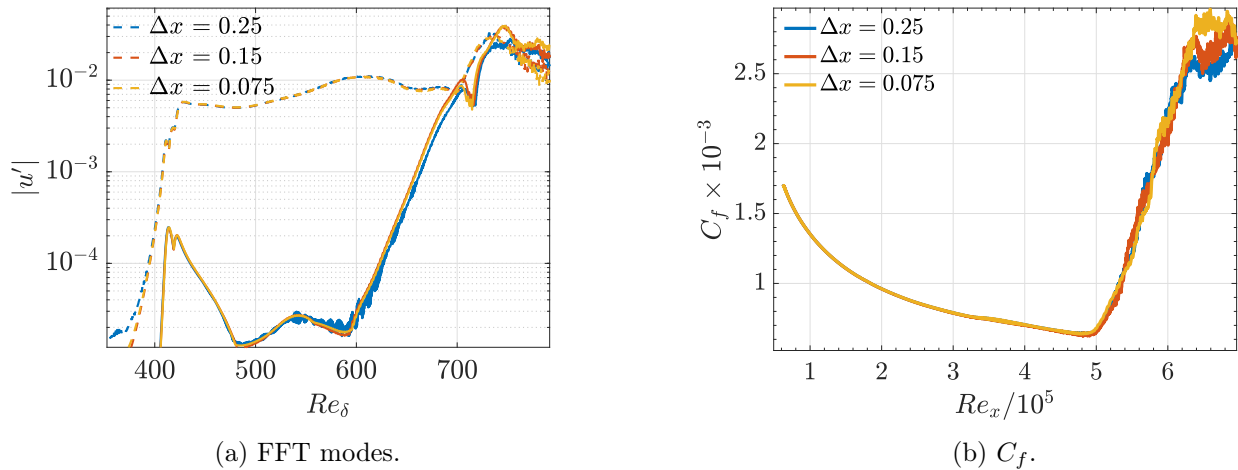 10^{-2}
10^{-3}
10^{-4}
|u'|
Δx = 0.25
Δx = 0.15
Δx = 0.075
400
500
600
700
Re_δ
(a) FFT modes.
2.5
2
1.5
1
C_f × 10^{-3}
Δx = 0.25
Δx = 0.15
Δx = 0.075
1
2
3
4
5
6
Re_x/10^5
(b) C_f.